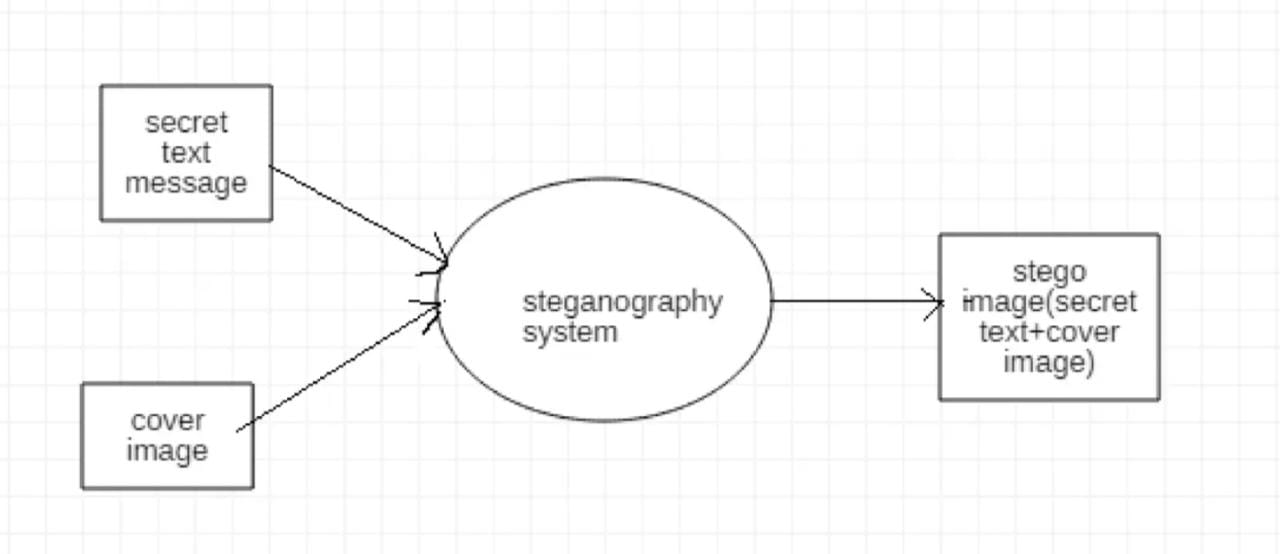 secret
text
message
steganography
system
cover
image
stego
image(secret
text+cover
image)